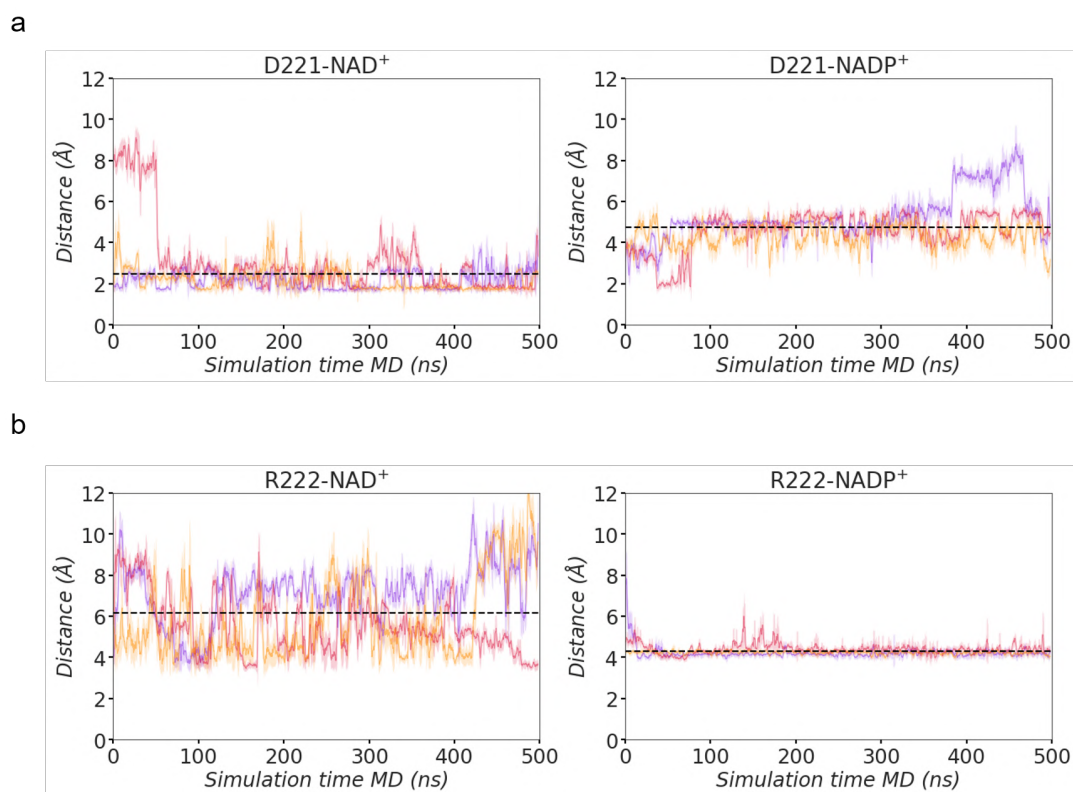 a
D221-NAD⁺
D221-NADP⁺
12
10
8
6
4
2
0
Distance (Å)
0 100 200 300 400 500
Simulation time MD (ns)
12
10
8
6
4
2
0
Distance (Å)
0 100 200 300 400 500
Simulation time MD (ns)
b
R222-NAD⁺
R222-NADP⁺
12
10
8
6
4
2
0
Distance (Å)
0 100 200 300 400 500
Simulation time MD (ns)
12
10
8
6
4
2
0
Distance (Å)
0 100 200 300 400 500
Simulation time MD (ns)